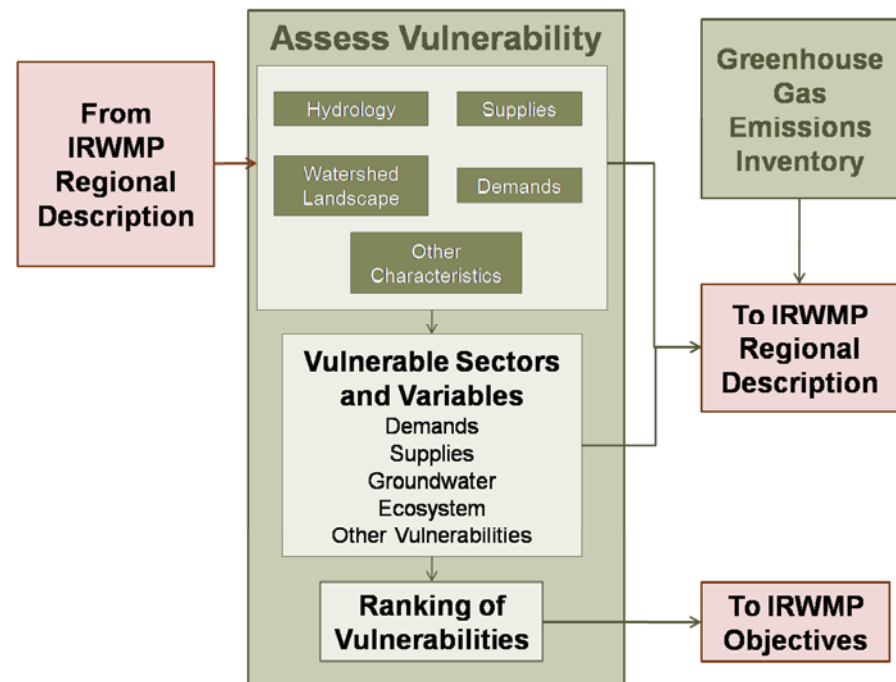 Assess Vulnerability
From
IRWMP
Regional
Description
Hydrology
Supplies
Watershed
Landscape
Demands
Other
Characteristics
Greenhouse
Gas
Emissions
Inventory
Vulnerable Sectors
and Variables
Demands
Supplies
Groundwater
Ecosystem
Other Vulnerabilities
To IRWMP
Regional
Description
Ranking of
Vulnerabilities
To IRWMP
Objectives